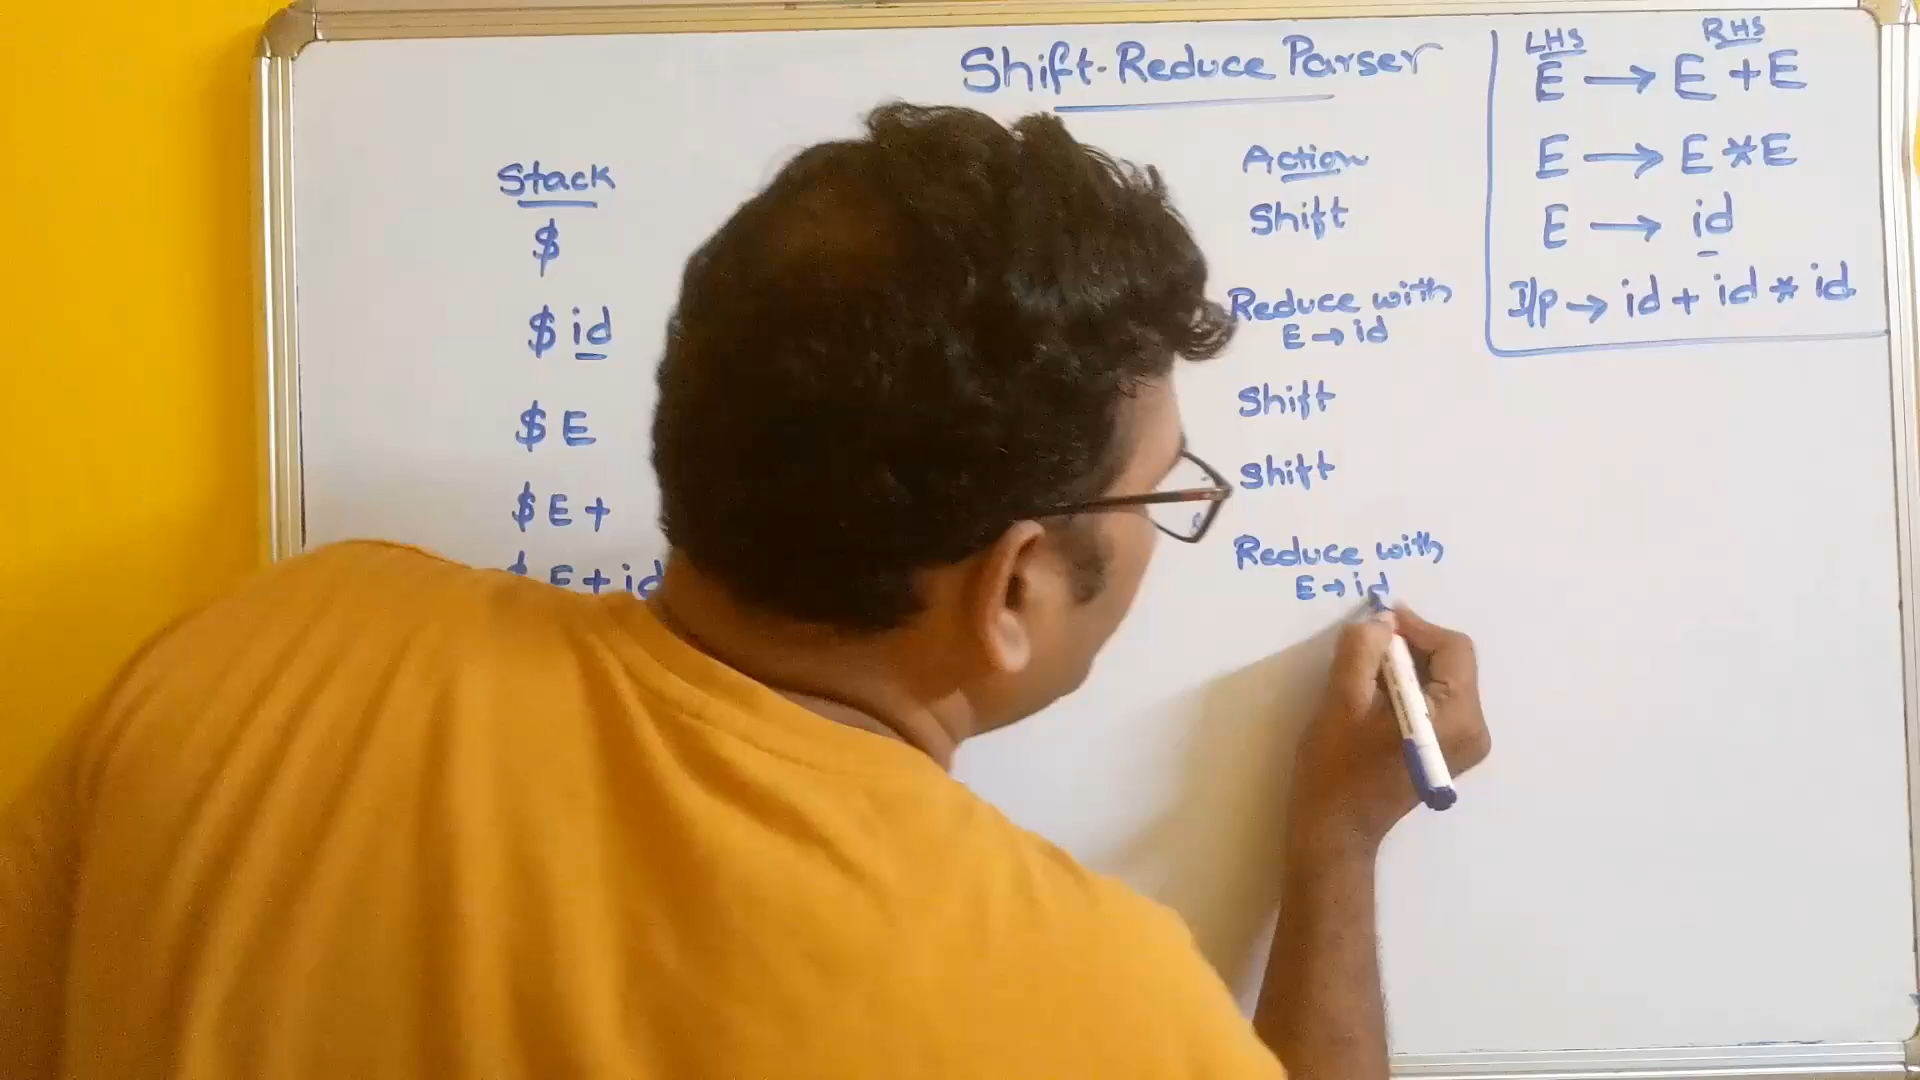 Shift-Reduce Parser
Stack
$
$ id
$ E
$ E +
$ E + id
Action
Shift
Reduce with
E → id
Shift
Shift
Reduce with
E → id
LHS RHS
E → E + E
E → E * E
E → id
I/p → id + id * id